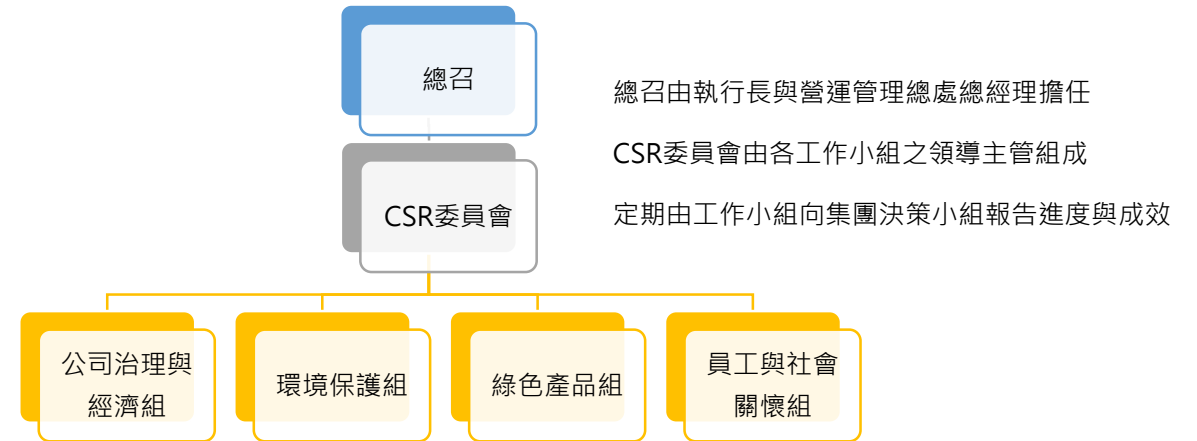 總召
總召由執行長與營運管理總處總經理擔任
CSR委員會由各工作小組之領導主管組成
CSR委員會
定期由工作小組向集團決策小組報告進度與成效
公司治理與
經濟組
環境保護組
綠色產品組
員工與社會
關懷組